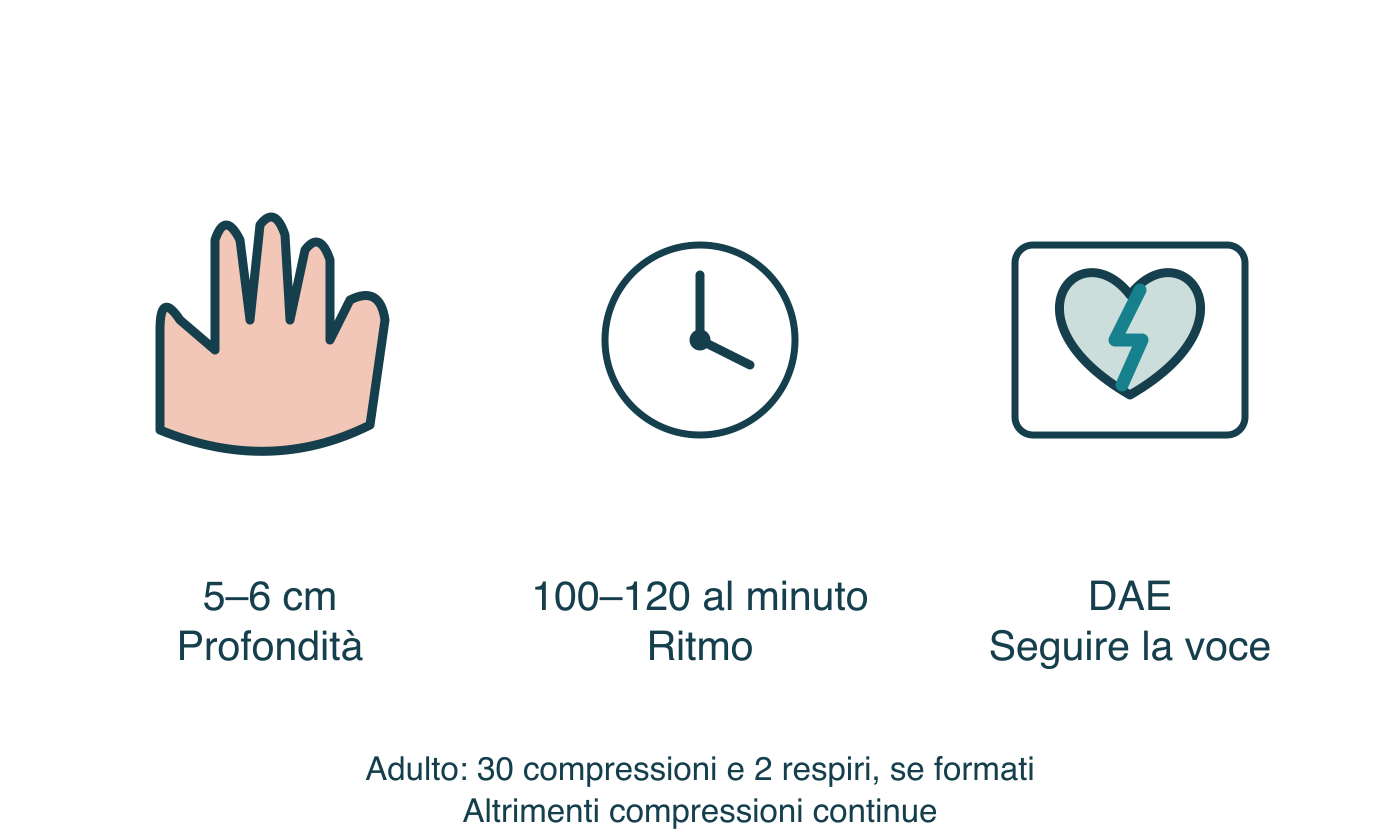 5–6 cm
Profondità
100–120 al minuto
Ritmo
DAE
Seguire la voce
Adulto: 30 compressioni e 2 respiri, se formati
Altrimenti compressioni continue